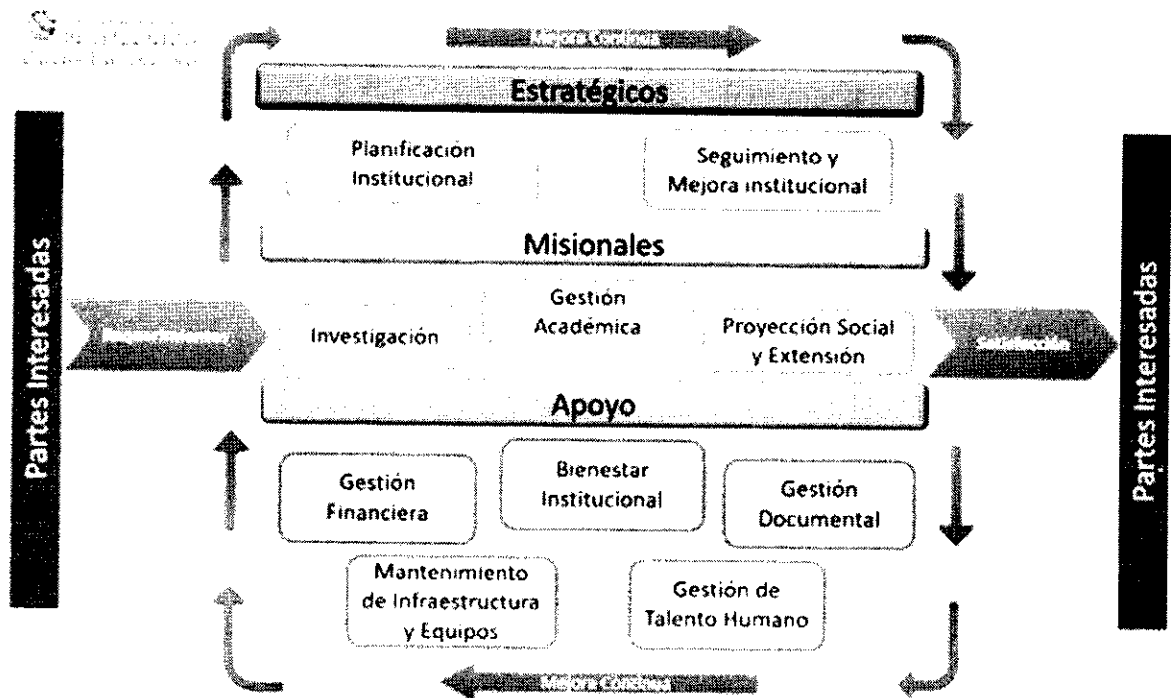 Mejora Continua
Estratégicos
Planificación
Institucional
Seguimiento y
Mejora institucional
Misionales
Partes Interesadas
Investigación
Gestión
Académica
Proyección Social
y Extensión
Partes Interesadas
Apoyo
Gestión
Financiera
Bienestar
Institucional
Gestión
Documental
Mantenimiento
de Infraestructura
y Equipos
Gestión de
Talento Humano
Mejora Continua